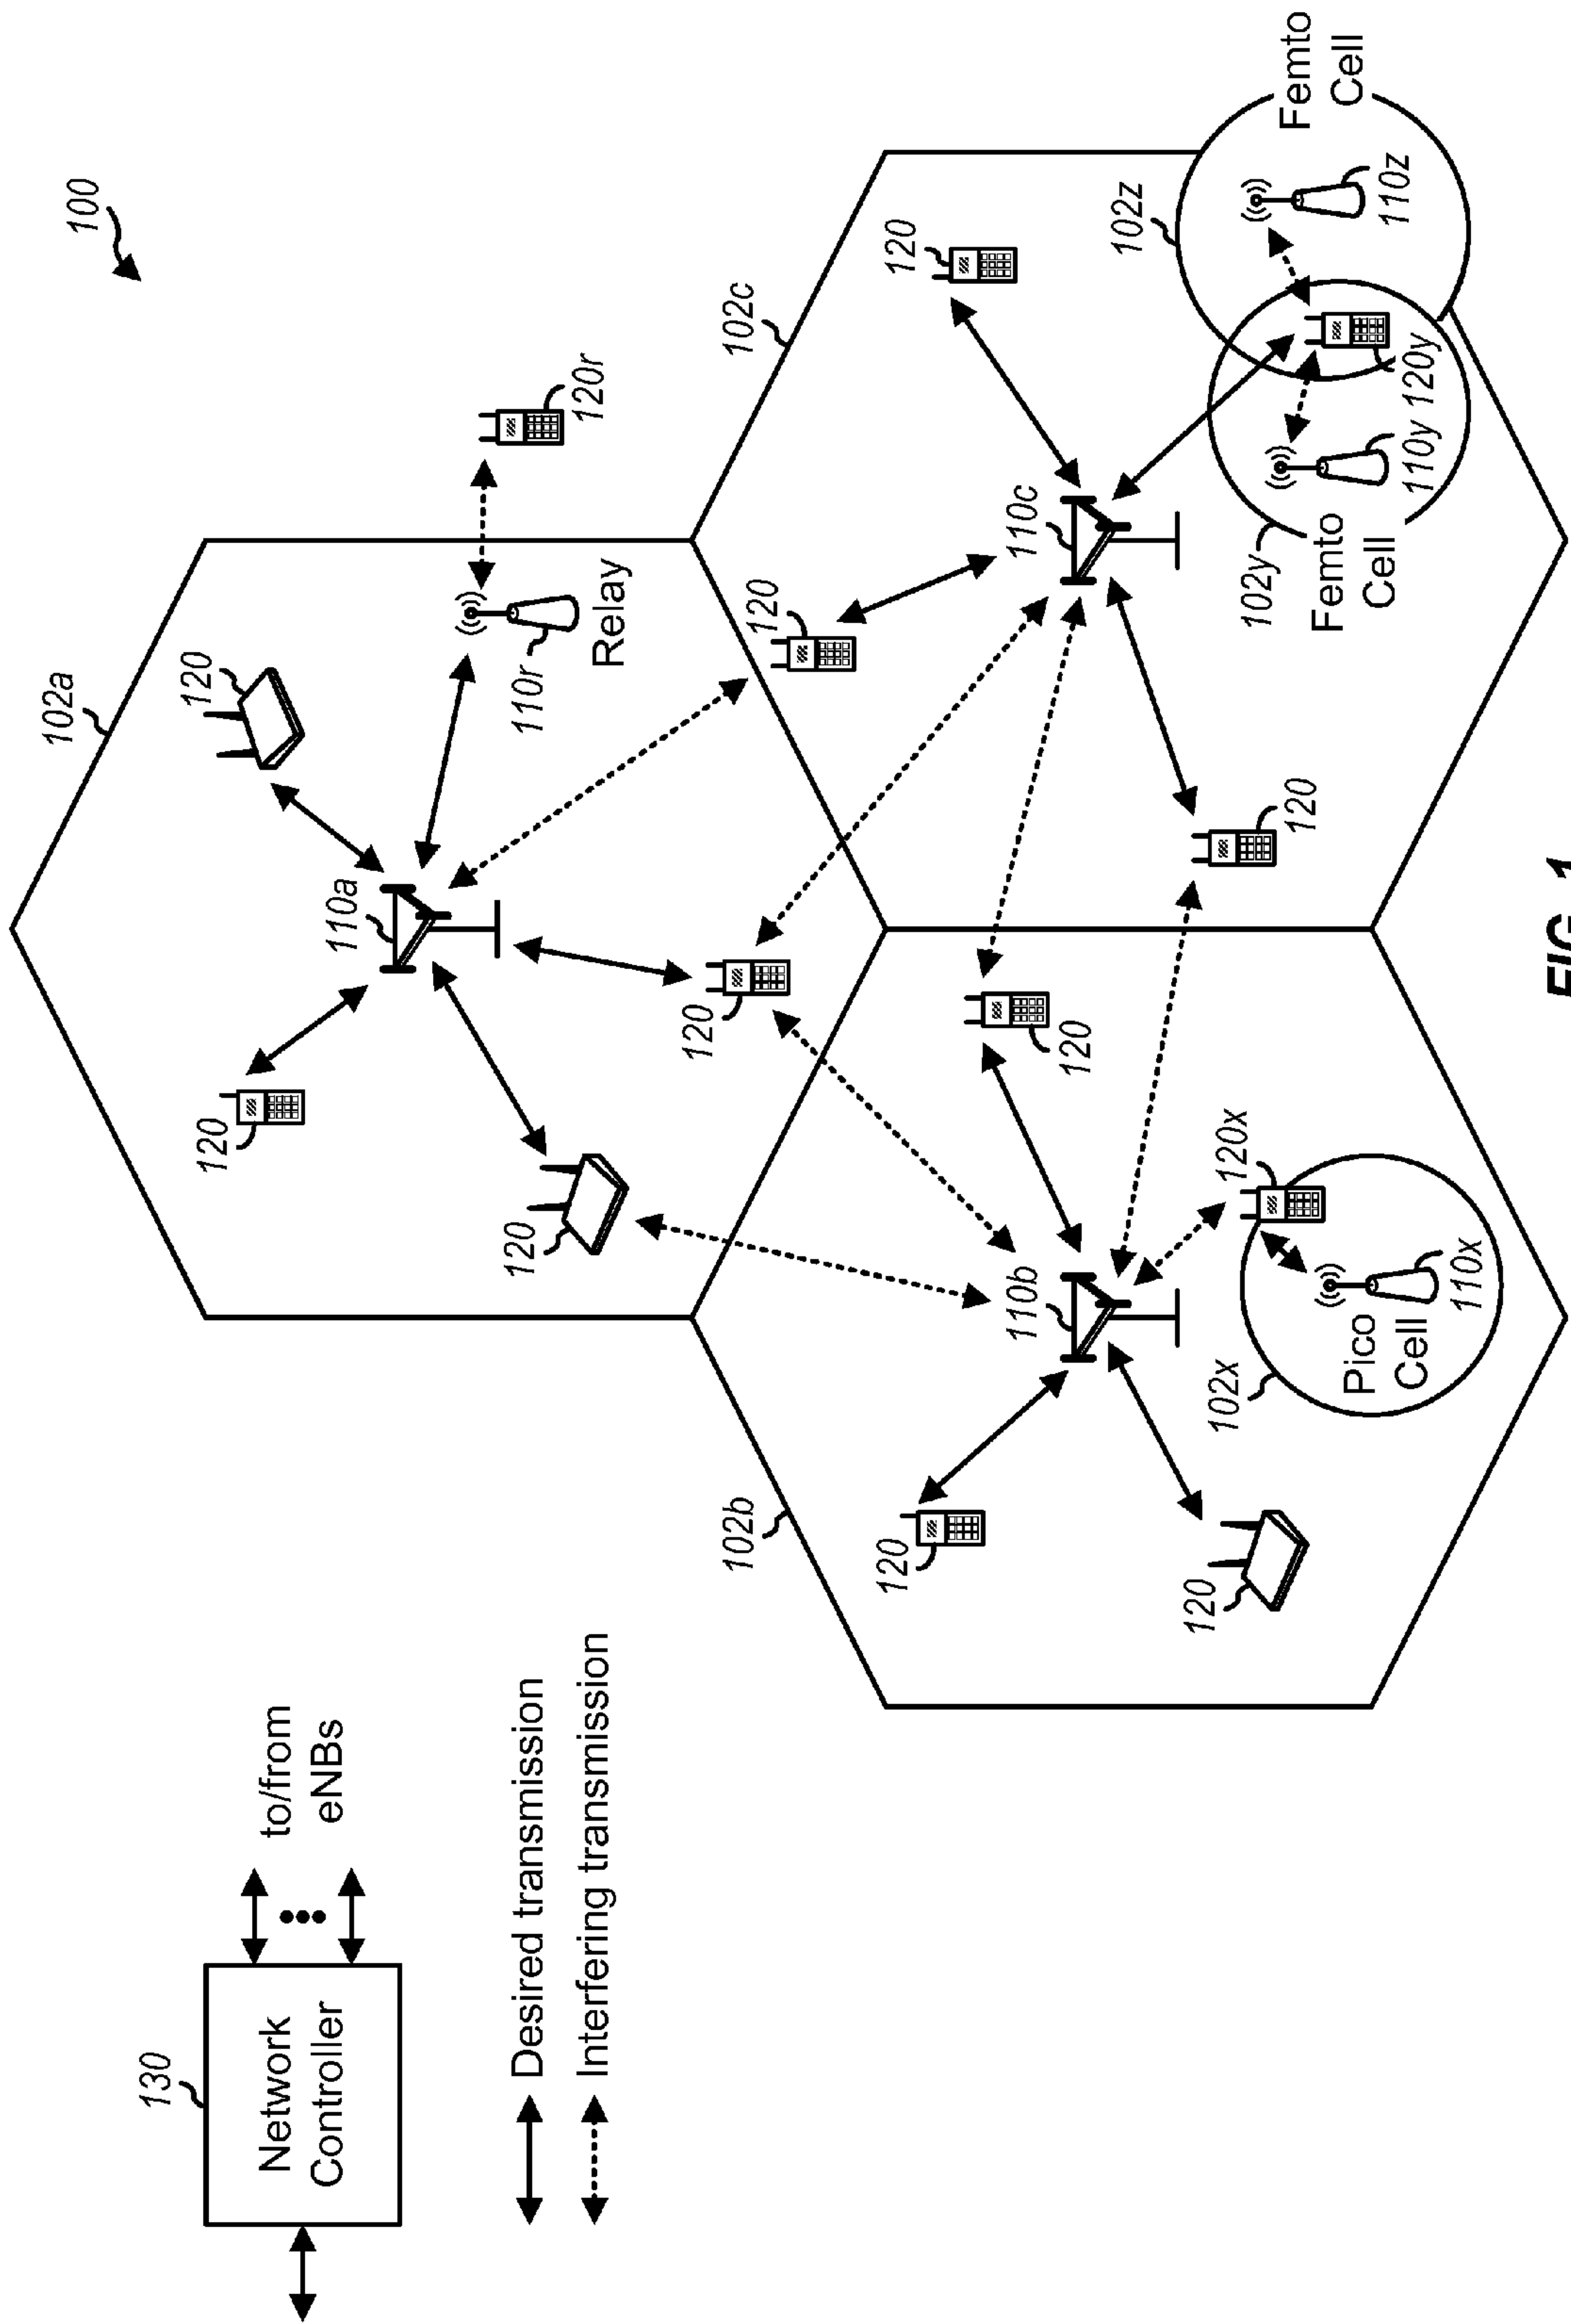 100
130
Network
Controller
to/from
eNBs
Desired transmission
Interfering transmission
102a
120
120
110a
120
120
110r
Relay
120r
102b
120
120
110b
120
102x
Pico
Cell
110x
120x
102c
120
120
110c
120
102y
Femto
Cell
110y
120y
102z
Femto
Cell
110z
FIG. 1